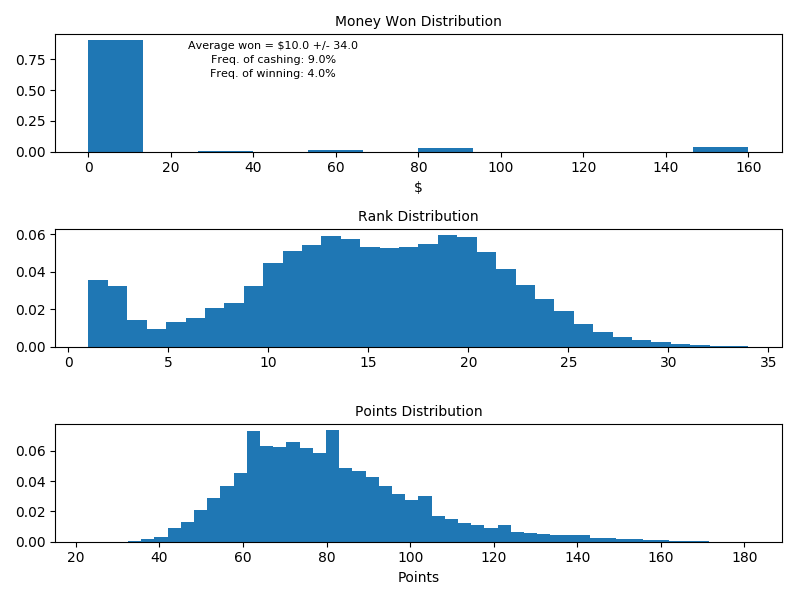 Money Won Distribution
Average won = $10.0 +/- 34.0
Freq. of cashing: 9.0%
Freq. of winning: 4.0%
0.75
0.50
0.25
0.00
0 20 40 60 80 100 120 140 160
$
Rank Distribution
0.06
0.04
0.02
0.00
0 5 10 15 20 25 30 35
Points Distribution
0.06
0.04
0.02
0.00
20 40 60 80 100 120 140 160 180
Points